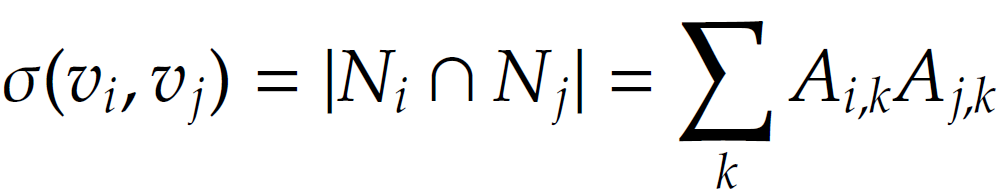 σ(v_i, v_j) = |N_i ∩ N_j| = ∑_k A_{i,k} A_{j,k}